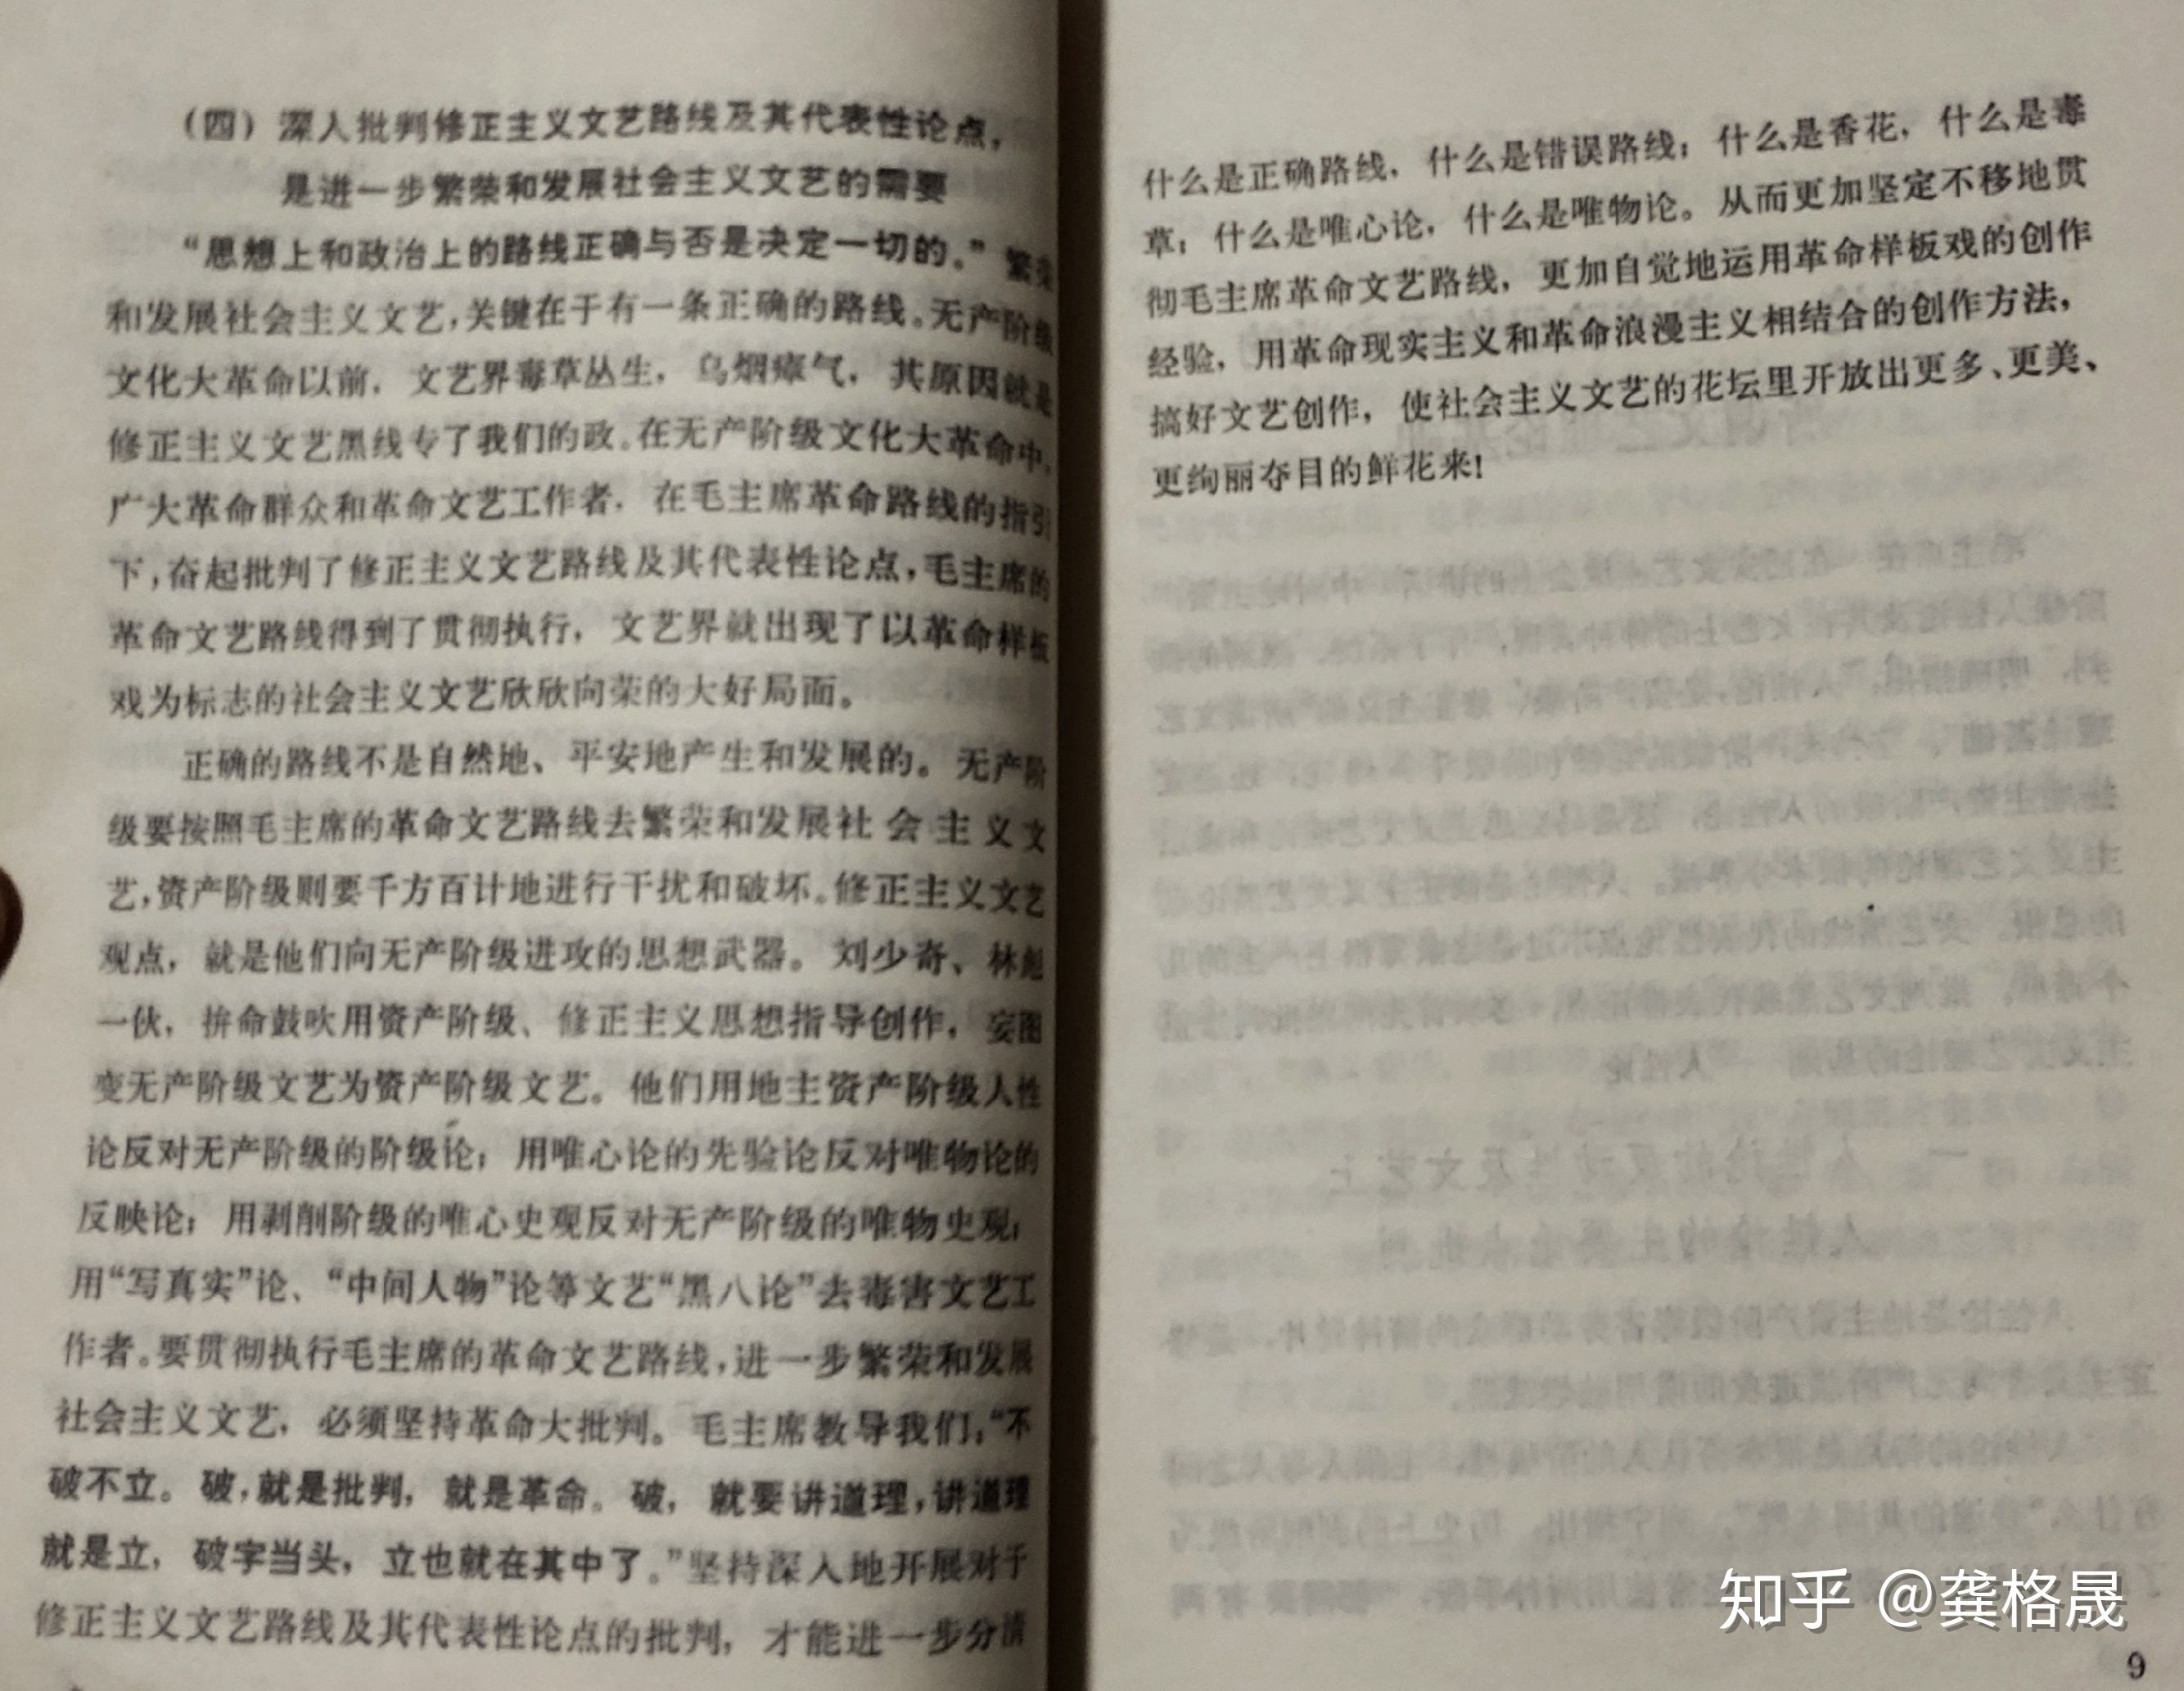 (四) 深入批判修正主义文艺路线及其代表性论点，
是进一步繁荣和发展社会主义文艺的需要
“思想上和政治上的路线正确与否是决定一切的。”繁荣
和发展社会主义文艺，关键在于有一条正确的路线。无产阶级
文化大革命以前，文艺界毒草丛生，乌烟瘴气，其原因就是
修正主义文艺黑线专了我们的政。在无产阶级文化大革命中，
广大革命群众和革命文艺工作者，在毛主席革命路线的指引
下，奋起批判了修正主义文艺路线及其代表性论点，毛主席的
革命文艺路线得到了贯彻执行，文艺界就出现了以革命样板
戏为标志的社会主义文艺欣欣向荣的大好局面。
正确的路线不是自然地、平安地产生和发展的。无产阶
级要按照毛主席的革命文艺路线去繁荣和发展社会主义文
艺，资产阶级则要千方百计地进行干扰和破坏。修正主义文艺
观点，就是他们向无产阶级进攻的思想武器。刘少奇、林彪
一伙，拚命鼓吹用资产阶级、修正主义思想指导创作，妄图
变无产阶级文艺为资产阶级文艺。他们用地主资产阶级人性
论反对无产阶级的阶级论；用唯心论的先验论反对唯物论的
反映论；用剥削阶级的唯心史观反对无产阶级的唯物史观；
用“写真实”论、“中间人物”论等文艺“黑八论”去毒害文艺工
作者。要贯彻执行毛主席的革命文艺路线，进一步繁荣和发展
社会主义文艺，必须坚持革命大批判。毛主席教导我们：“不
破不立。破，就是批判，就是革命。破，就要讲道理，讲道理
就是立，破字当头，立也就在其中了。”坚持深入地开展对于
修正主义文艺路线及其代表性论点的批判，才能进一步分清
什么是正确路线，什么是错误路线；什么是香花，什么是毒
草；什么是唯心论，什么是唯物论。从而更加坚定不移地贯
彻毛主席革命文艺路线，更加自觉地运用革命样板戏的创作
经验，用革命现实主义和革命浪漫主义相结合的创作方法，
搞好文艺创作，使社会主义文艺的花坛里开放出更多、更美、
更绚丽夺目的鲜花来！
知乎 @龚格晟
9